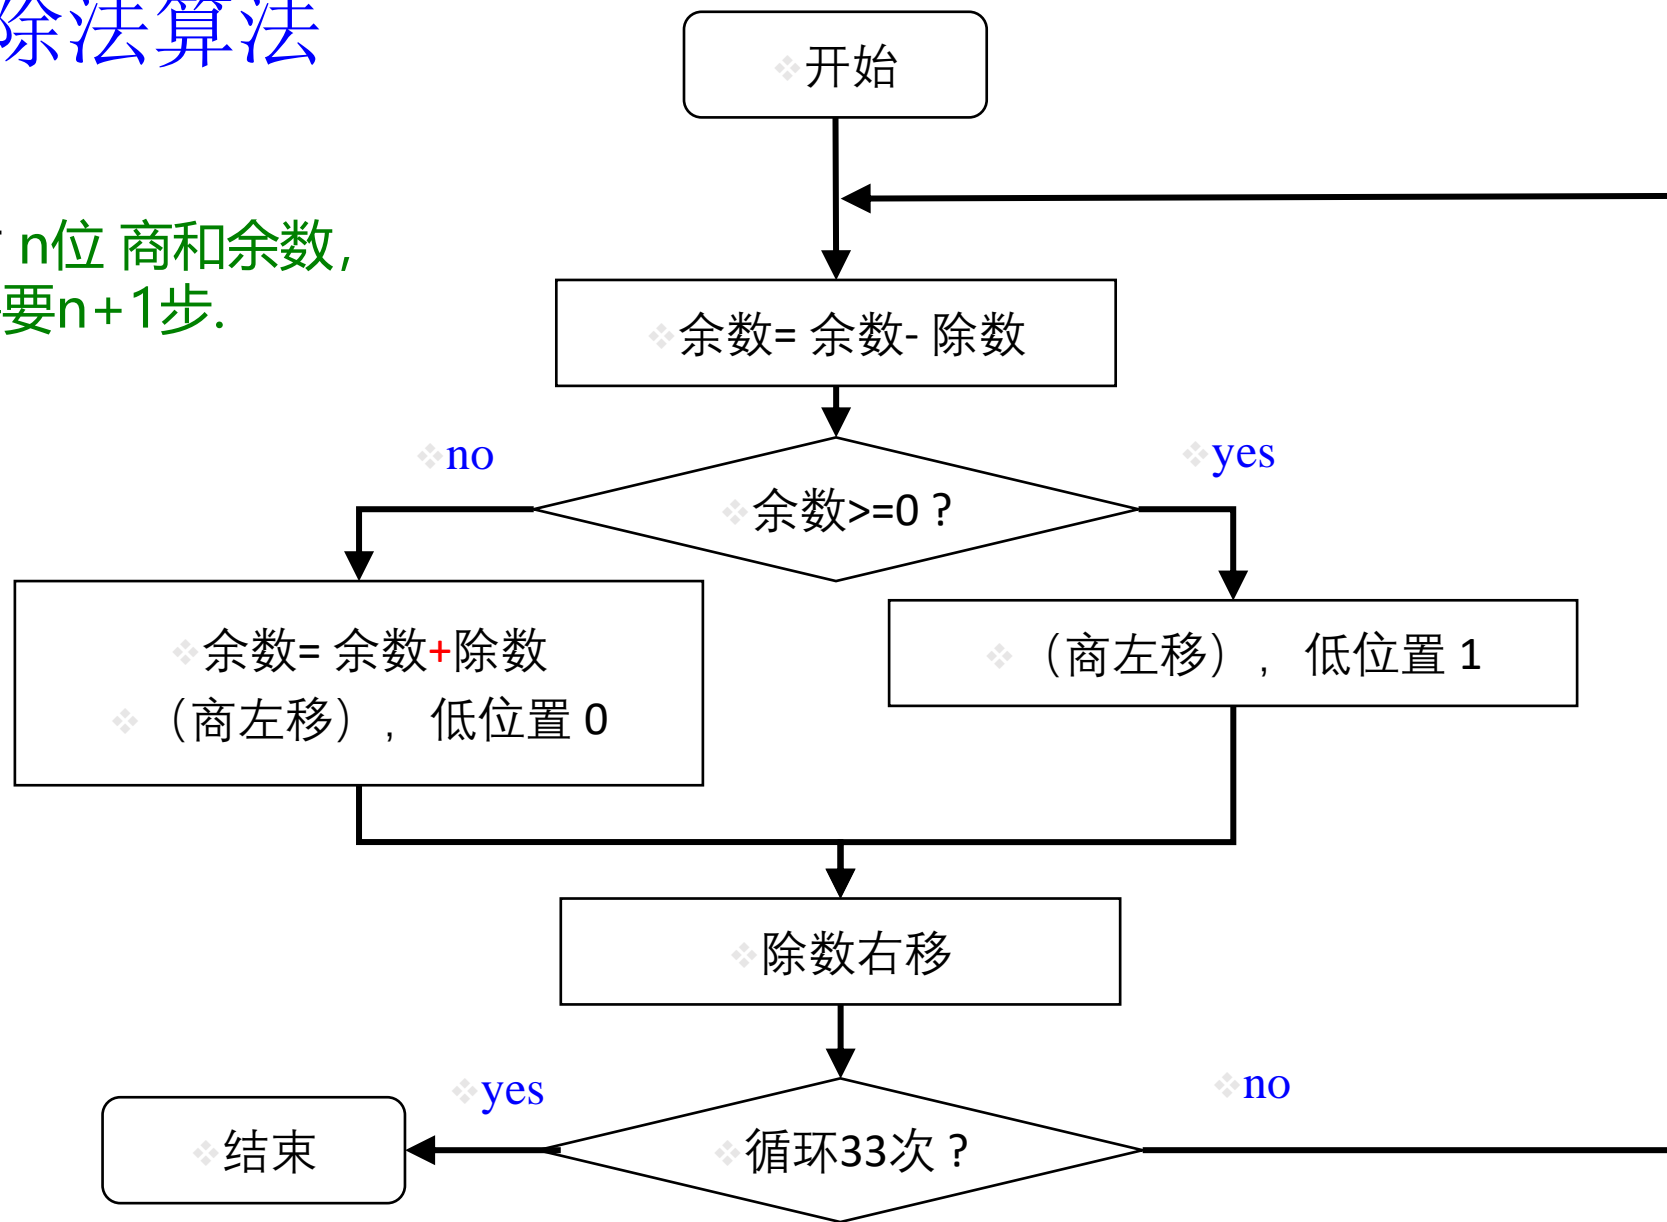 除法算法
开始
n位 商和余数,
要n+1步.
余数= 余数- 除数
no
yes
余数>=0 ?
余数= 余数+除数
（商左移）, 低位置 0
（商左移）, 低位置 1
除数右移
yes
no
循环33次 ?
结束